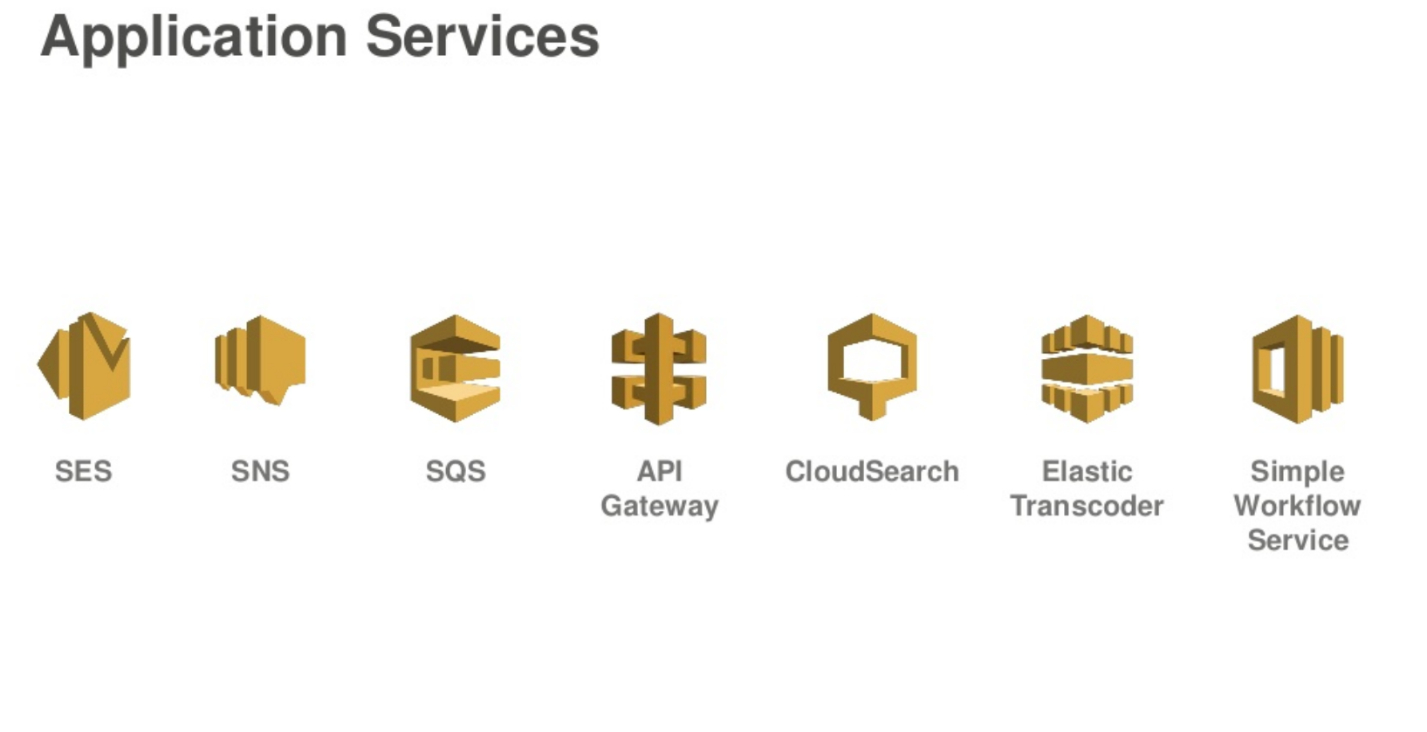 Application Services
SES
SNS
SQS
API
Gateway
CloudSearch
Elastic
Transcoder
Simple
Workflow
Service